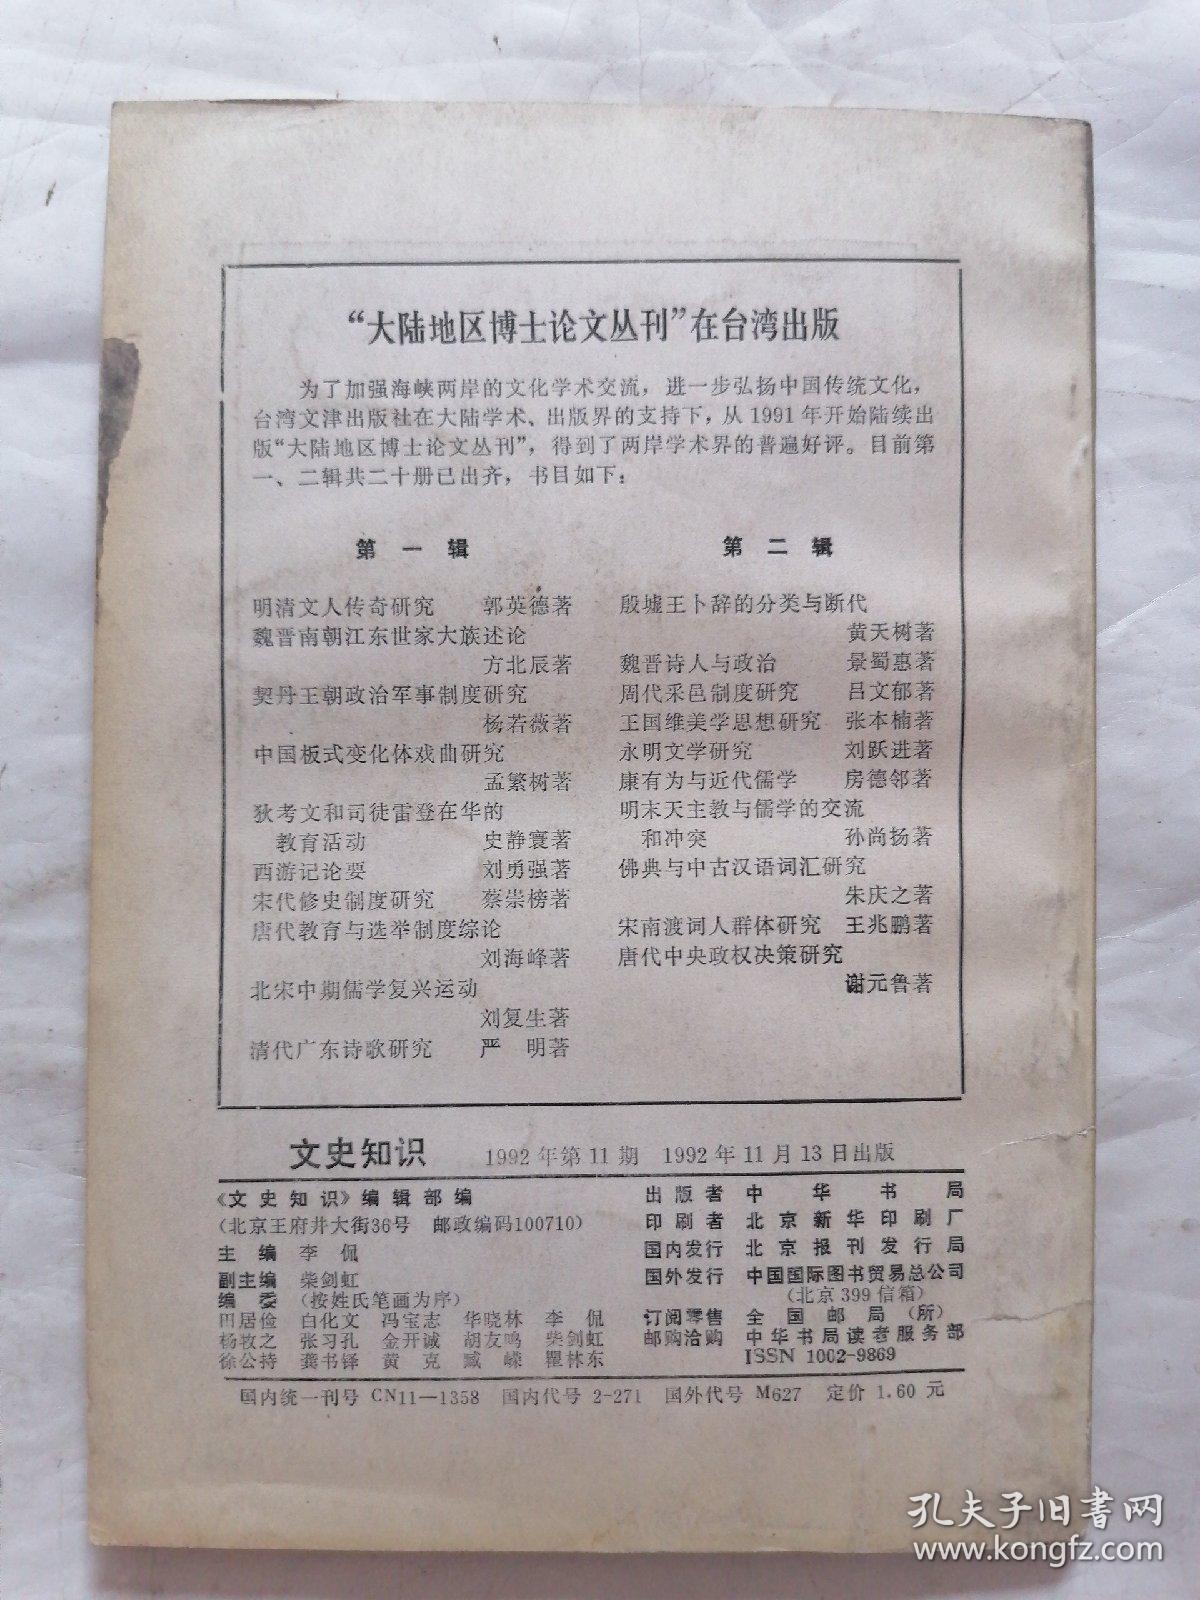 “大陆地区博士论文丛刊”在台湾出版
为了加强海峡两岸的文化学术交流，进一步弘扬中国传统文化，
台湾文津出版社在大陆学术、出版界的支持下，从1991年开始陆续出
版“大陆地区博士论文丛刊”，得到了两岸学术界的普遍好评。目前第
一、二辑共二十册已出齐，书目如下：
第一辑
明清文人传奇研究 郭英德著
魏晋南朝江东世家大族述论
方北辰著
契丹王朝政治军事制度研究
杨若薇著
中国板式变化体戏曲研究
孟繁树著
狄考文和司徒雷登在华的
教育活动 史静寰著
西游记论要 刘勇强著
宋代修史制度研究 蔡崇榜著
唐代教育与选举制度综论
刘海峰著
北宋中期儒学复兴运动
刘复生著
清代广东诗歌研究 严 明著
第二辑
殷墟王卜辞的分类与断代
黄天树著
魏晋诗人与政治 景蜀惠著
周代采邑制度研究 吕文郁著
王国维美学思想研究 张本楠著
永明文学研究 刘跃进著
康有为与近代儒学 房德邻著
明末天主教与儒学的交流
和冲突 孙尚扬著
佛典与中古汉语词汇研究
朱庆之著
宋南渡词人群体研究 王兆鹏著
唐代中央政权决策研究
谢元鲁著
文史知识 1992年第11期 1992年11月13日出版
《文史知识》编辑部编
(北京王府井大街36号 邮政编码100710)
主 编 李 侃
副主编 柴剑虹
编 委 (按姓氏笔画为序)
田居俭 白化文 冯宝志 华晓林 李 侃
杨牧之 张习孔 金开诚 胡友鸣 柴剑虹
徐公持 龚书铎 黄 克 臧 嵘 瞿林东
出版者 中华书局
印刷者 北京新华印刷厂
国内发行 北京报刊发行局
国外发行 中国国际图书贸易总公司
(北京399信箱)
订阅零售 全国邮局(所)
邮购洽购 中华书局读者服务部
ISSN 1002-9869
国内统一刊号 CN11—1358 国内代号 2-271 国外代号 M627 定价 1.60 元
孔夫子旧书网
www.kongfz.com